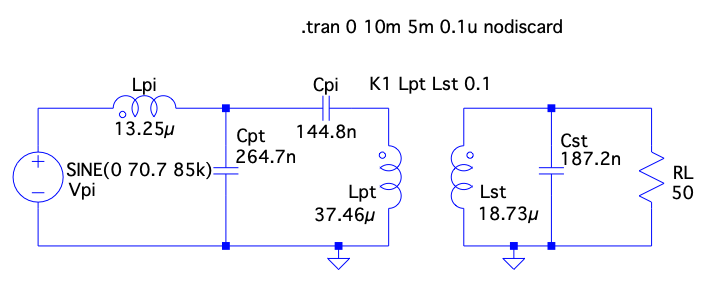 .tran 0 10m 5m 0.1u nodiscard
Lpi
13.25µ
Cpi
144.8n
K1 Lpt Lst 0.1
SINE(0 70.7 85k)
Vpi
Cpt
264.7n
Lpt
37.46µ
Lst
18.73µ
Cst
187.2n
RL
50